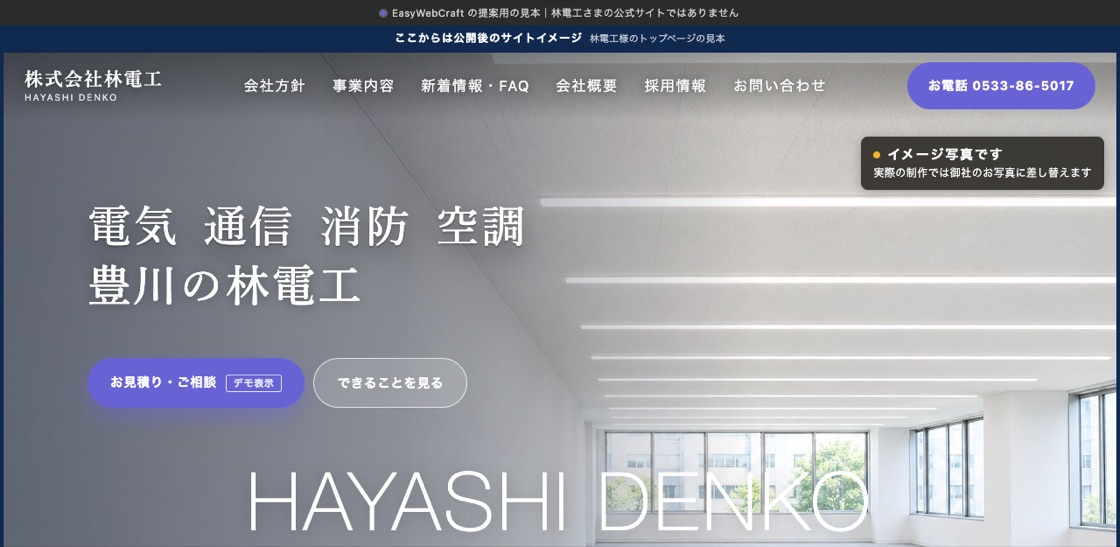 EasyWebCraft の提案用の見本｜林電工さまの公式サイトではありません
ここからは公開後のサイトイメージ 林電工様のトップページの見本
株式会社林電工
HAYASHI DENKO
会社方針 事業内容 新着情報・FAQ 会社概要 採用情報 お問い合わせ
お電話 0533-86-5017
イメージ写真です
実際の制作では御社のお写真に差し替えます
電気 通信 消防 空調
豊川の林電工
お見積り・ご相談 デモ表示
できることを見る
HAYASHI DENKO